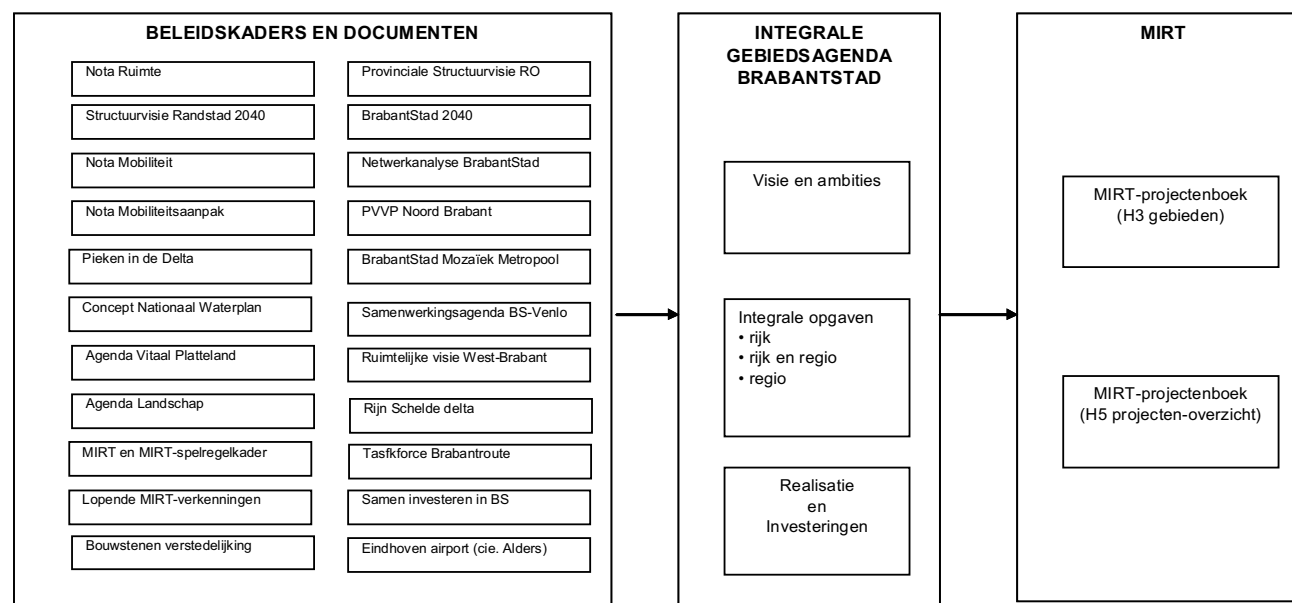 BELEIDSKADERS EN DOCUMENTEN
Nota Ruimte
Structuurvisie Randstad 2040
Nota Mobiliteit
Nota Mobiliteitsaanpak
Pieken in de Delta
Concept Nationaal Waterplan
Agenda Vitaal Platteland
Agenda Landschap
MIRT en MIRT-spelregelkader
Lopende MIRT-verkenningen
Bouwstenen verstedelijking
Provinciale Structuurvisie RO
BrabantStad 2040
Netwerkanalyse BrabantStad
PVVP Noord Brabant
BrabantStad Mozaïek Metropool
Samenwerkingsagenda BS-Venlo
Ruimtelijke visie West-Brabant
Rijn Schelde delta
Tasfkforce Brabantroute
Samen investeren in BS
Eindhoven airport (cie. Alders)
INTEGRALE
GEBIEDSAGENDA
BRABANTSTAD
Visie en ambities
Integrale opgaven
• rijk
• rijk en regio
• regio
Realisatie
en
Investeringen
MIRT
MIRT-projectenboek
(H3 gebieden)
MIRT-projectenboek
(H5 projecten-overzicht)